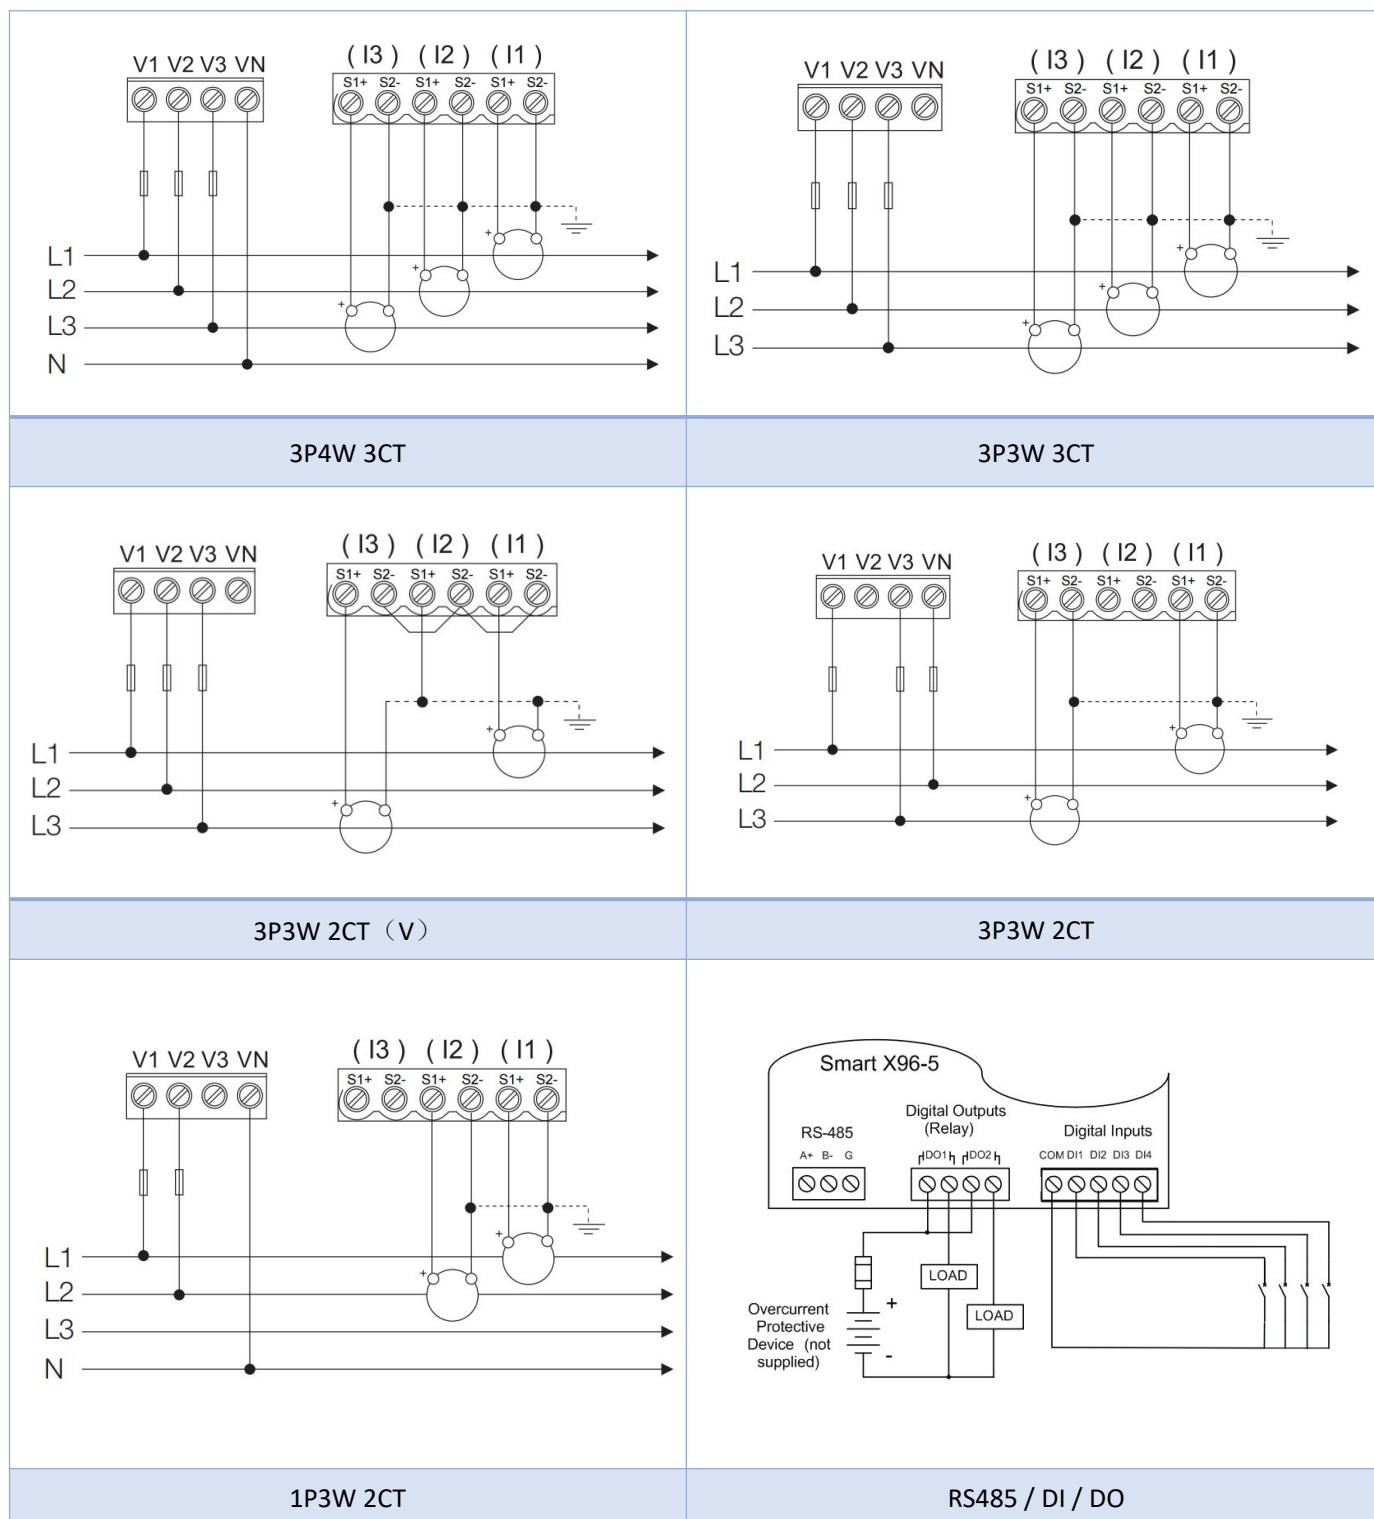 V1 V2 V3 VN
( I3 ) ( I2 ) ( I1 )
S1+ S2- S1+ S2- S1+ S2-
+
+
+
L1
L2
L3
N
3P4W 3CT
V1 V2 V3 VN
( I3 ) ( I2 ) ( I1 )
S1+ S2- S1+ S2- S1+ S2-
+
+
+
L1
L2
L3
3P3W 3CT
V1 V2 V3 VN
( I3 ) ( I2 ) ( I1 )
S1+ S2- S1+ S2- S1+ S2-
+
+
L1
L2
L3
3P3W 2CT（V）
V1 V2 V3 VN
( I3 ) ( I2 ) ( I1 )
S1+ S2- S1+ S2- S1+ S2-
+
+
L1
L2
L3
3P3W 2CT
V1 V2 V3 VN
( I3 ) ( I2 ) ( I1 )
S1+ S2- S1+ S2- S1+ S2-
+
+
L1
L2
L3
N
1P3W 2CT
Smart X96-5
RS-485
A+ B- G
Digital Outputs
(Relay)
DO1 DO2
Digital Inputs
COM DI1 DI2 DI3 DI4
LOAD
LOAD
+
-
Overcurrent
Protective
Device (not
supplied)
RS485 / DI / DO